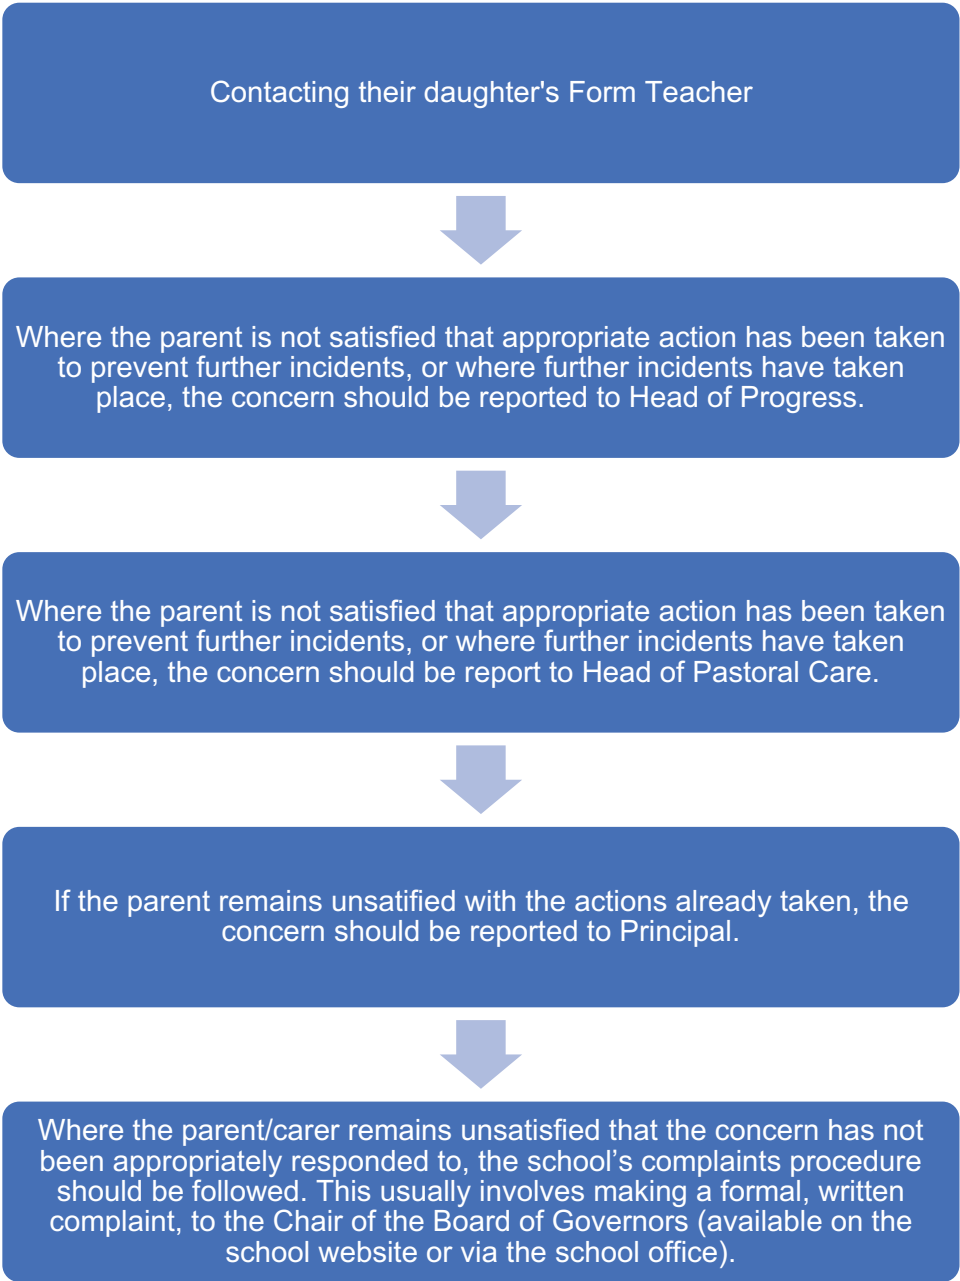 Contacting their daughter's Form Teacher
Where the parent is not satisfied that appropriate action has been taken
to prevent further incidents, or where further incidents have taken
place, the concern should be reported to Head of Progress.
Where the parent is not satisfied that appropriate action has been taken
to prevent further incidents, or where further incidents have taken
place, the concern should be report to Head of Pastoral Care.
If the parent remains unsatified with the actions already taken, the
concern should be reported to Principal.
Where the parent/carer remains unsatisfied that the concern has not
been appropriately responded to, the school’s complaints procedure
should be followed. This usually involves making a formal, written
complaint, to the Chair of the Board of Governors (available on the
school website or via the school office).